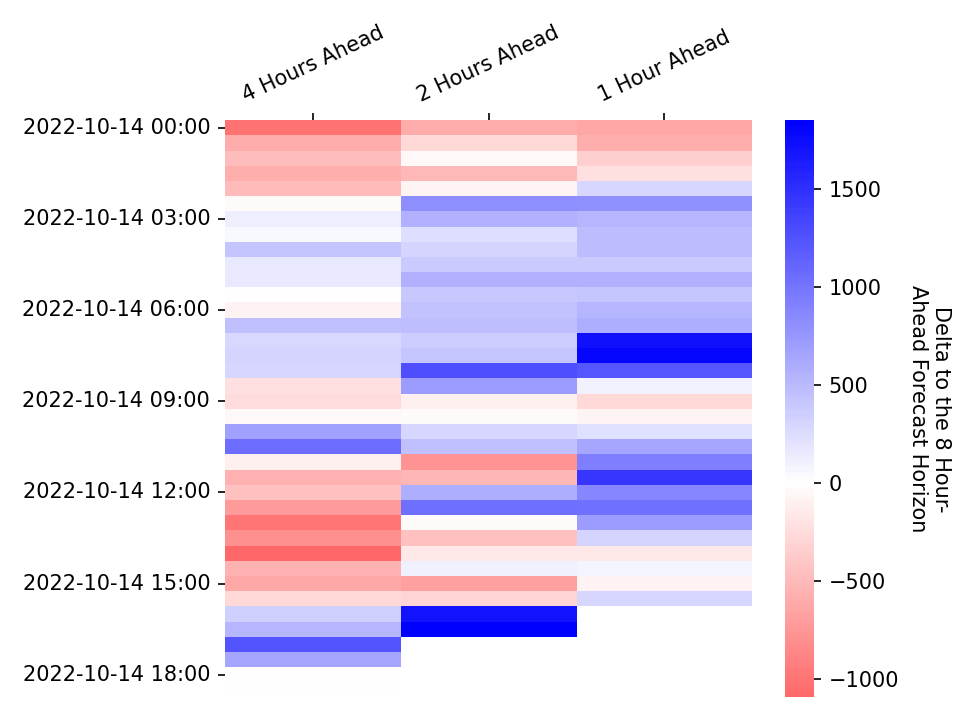 4 Hours Ahead
2 Hours Ahead
1 Hour Ahead
2022-10-14 00:00
2022-10-14 03:00
2022-10-14 06:00
2022-10-14 09:00
2022-10-14 12:00
2022-10-14 15:00
2022-10-14 18:00
1500
1000
500
0
−500
−1000
Delta to the 8 Hour-
Ahead Forecast Horizon